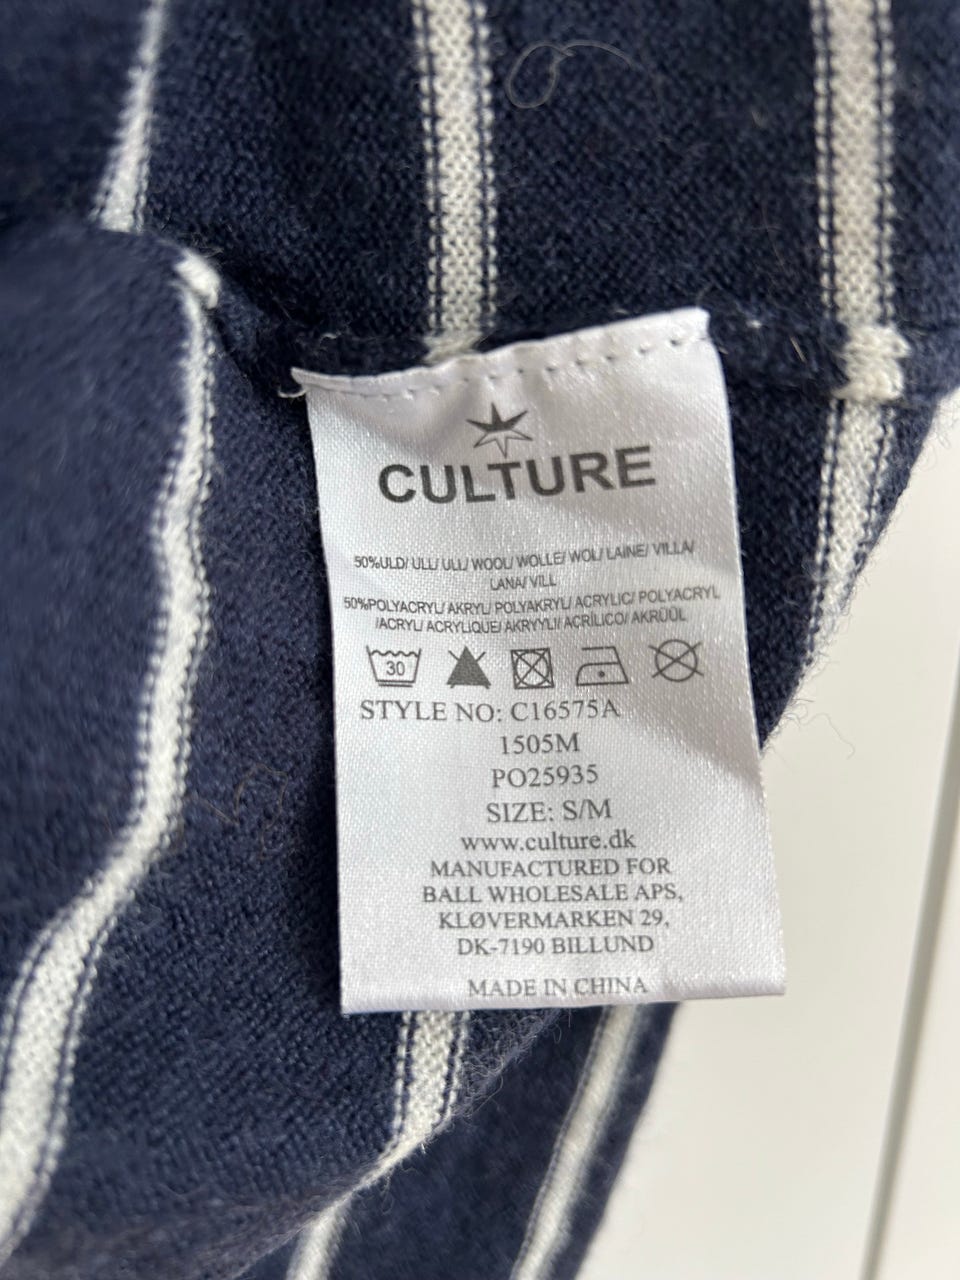 CULTURE
50%ULD/ ULL/ ULL/ WOOL/ WOLLE/ WOL/ LAINE/ VILLA/
LANA/ VILL
50%POLYACRYL/ AKRYL/ POLYAKRYL/ ACRYLIC/ POLYACRYL
/ACRYL/ ACRYLIQUE/ AKRYYLI/ ACRÍLICO/ AKRÜÜL
30
STYLE NO: C16575A
1505M
PO25935
SIZE: S/M
www.culture.dk
MANUFACTURED FOR
BALL WHOLESALE APS,
KLØVERMARKEN 29,
DK-7190 BILLUND
MADE IN CHINA